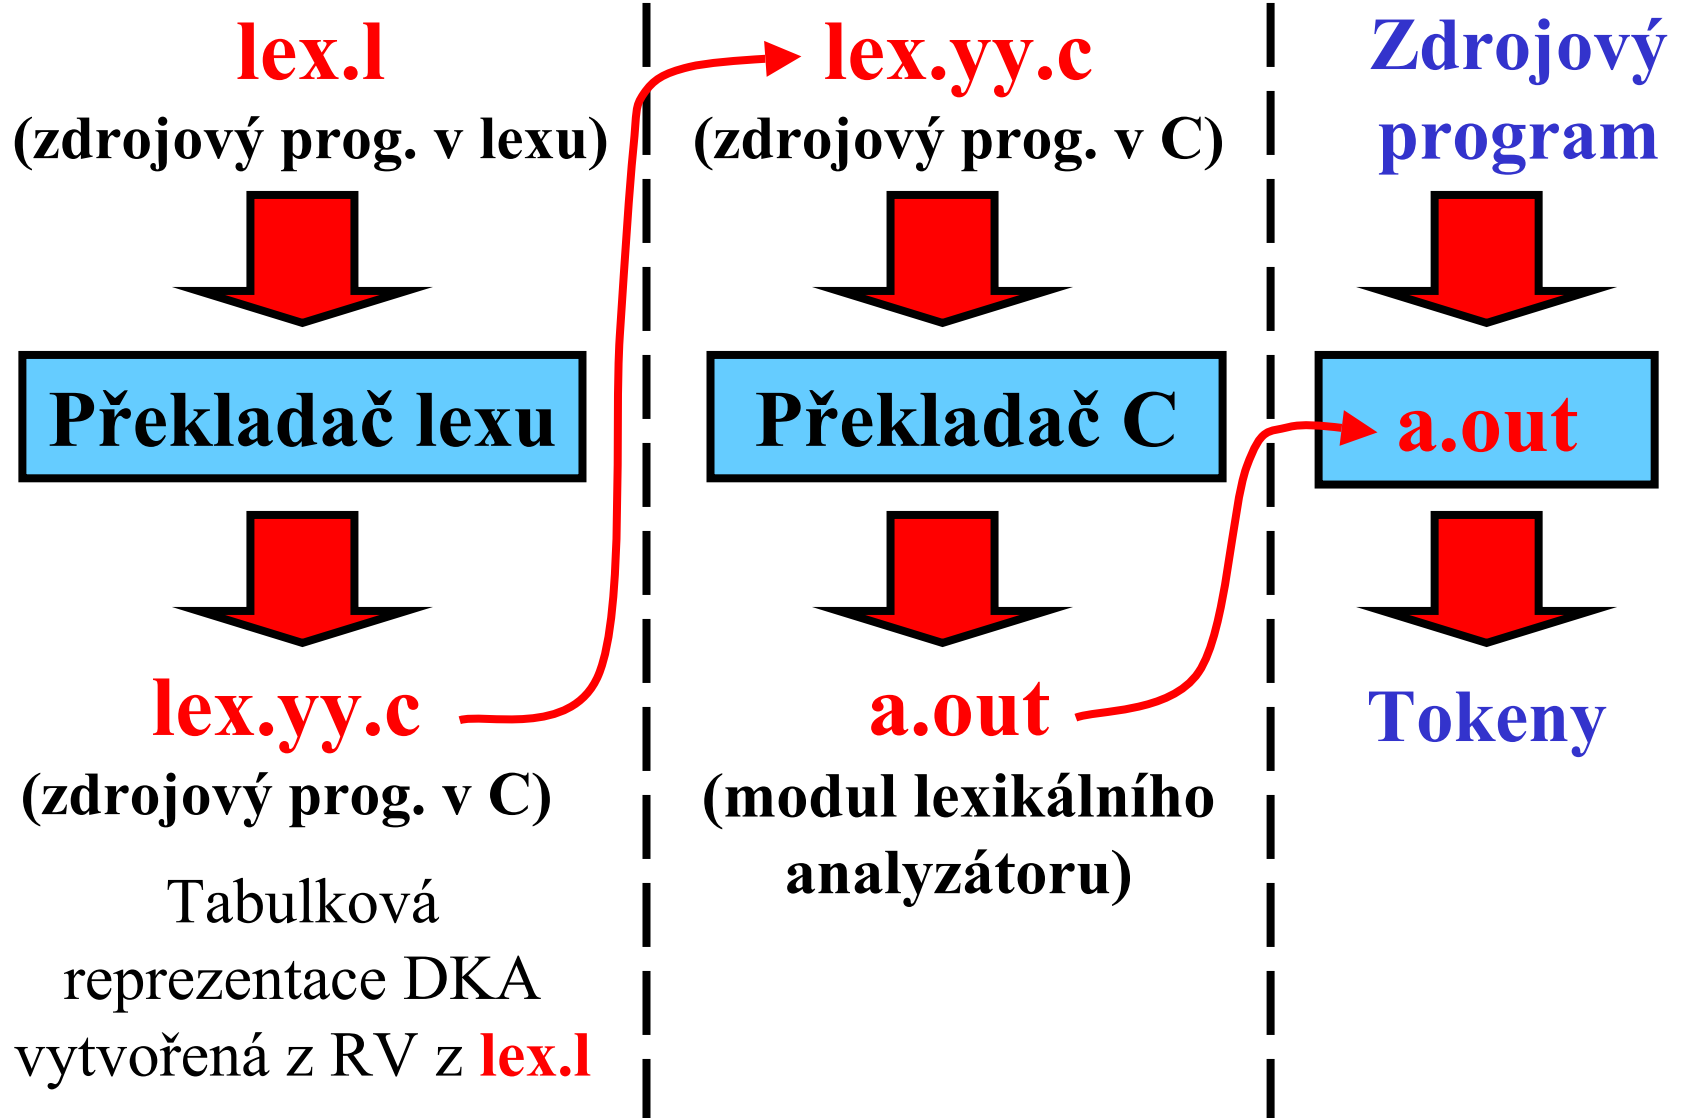 lex.l
(zdrojový prog. v lexu)
Překladač lexu
lex.yy.c
(zdrojový prog. v C)
Tabulková
reprezentace DKA
vytvořená z RV z lex.l
lex.yy.c
(zdrojový prog. v C)
Překladač C
a.out
(modul lexikálního
analyzátoru)
Zdrojový
program
a.out
Tokeny